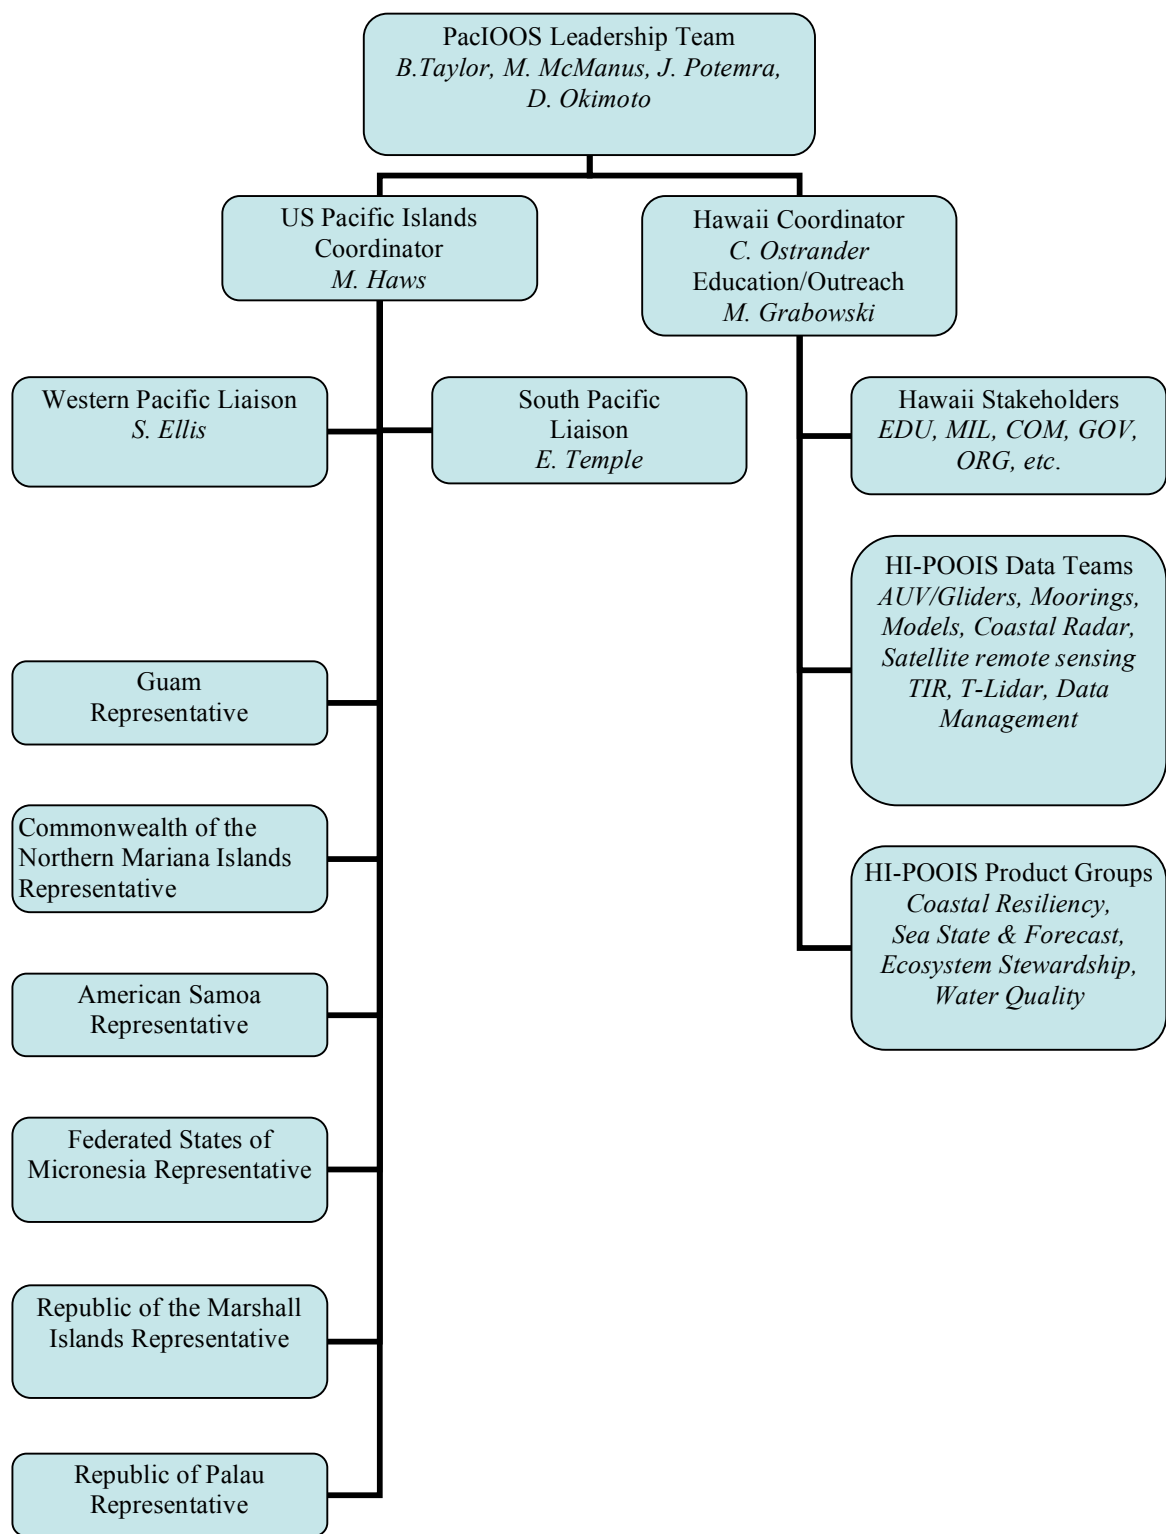 PacIOOS Leadership Team
B.Taylor, M. McManus, J. Potemra,
D. Okimoto
US Pacific Islands
Coordinator
M. Haws
Hawaii Coordinator
C. Ostrander
Education/Outreach
M. Grabowski
Western Pacific Liaison
S. Ellis
South Pacific
Liaison
E. Temple
Hawaii Stakeholders
EDU, MIL, COM, GOV,
ORG, etc.
HI-POOIS Data Teams
AUV/Gliders, Moorings,
Models, Coastal Radar,
Satellite remote sensing
TIR, T-Lidar, Data
Management
Guam
Representative
Commonwealth of the
Northern Mariana Islands
Representative
HI-POOIS Product Groups
Coastal Resiliency,
Sea State & Forecast,
Ecosystem Stewardship,
Water Quality
American Samoa
Representative
Federated States of
Micronesia Representative
Republic of the Marshall
Islands Representative
Republic of Palau
Representative